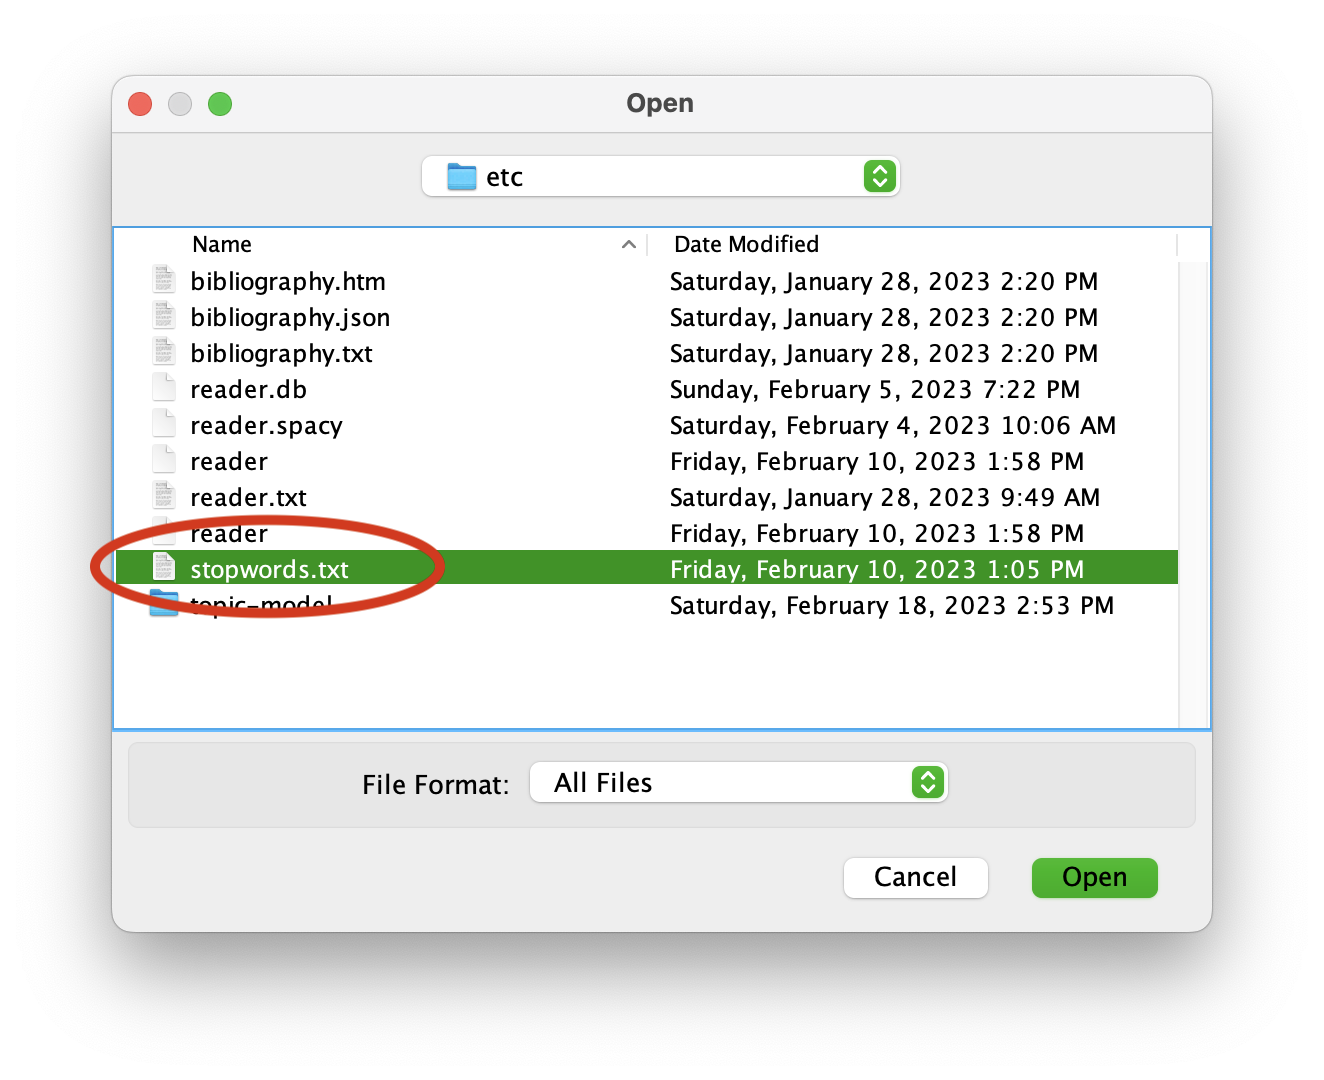 Open
etc
Name Date Modified
bibliography.htm Saturday, January 28, 2023 2:20 PM
bibliography.json Saturday, January 28, 2023 2:20 PM
bibliography.txt Saturday, January 28, 2023 2:20 PM
reader.db Sunday, February 5, 2023 7:22 PM
reader.spacy Saturday, February 4, 2023 10:06 AM
reader Friday, February 10, 2023 1:58 PM
reader.txt Saturday, January 28, 2023 9:49 AM
reader Friday, February 10, 2023 1:58 PM
stopwords.txt Friday, February 10, 2023 1:05 PM
topic-model Saturday, February 18, 2023 2:53 PM
File Format: All Files
Cancel Open